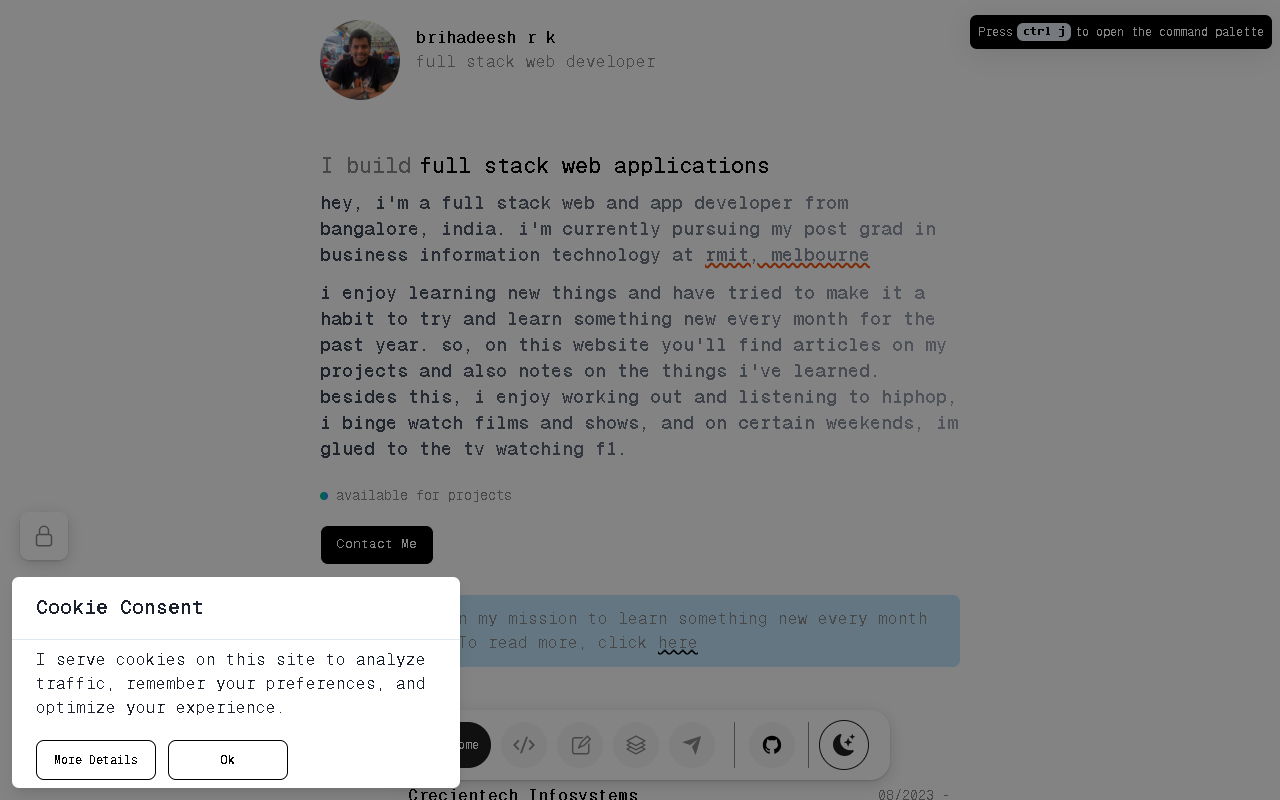 brihadeesh r k
full stack web developer
Press ctrl j to open the command palette
I build full stack web applications
hey, i'm a full stack web and app developer from
bangalore, india. i'm currently pursuing my post grad in
business information technology at rmit, melbourne
i enjoy learning new things and have tried to make it a
habit to try and learn something new every month for the
past year. so, on this website you'll find articles on my
projects and also notes on the things i've learned.
besides this, i enjoy working out and listening to hiphop,
i binge watch films and shows, and on certain weekends, im
glued to the tv watching f1.
available for projects
Contact Me
my mission to learn something new every month
To read more, click here
Cookie Consent
I serve cookies on this site to analyze
traffic, remember your preferences, and
optimize your experience.
More Details
Ok
Crecientech Infosystems
08/2023 -